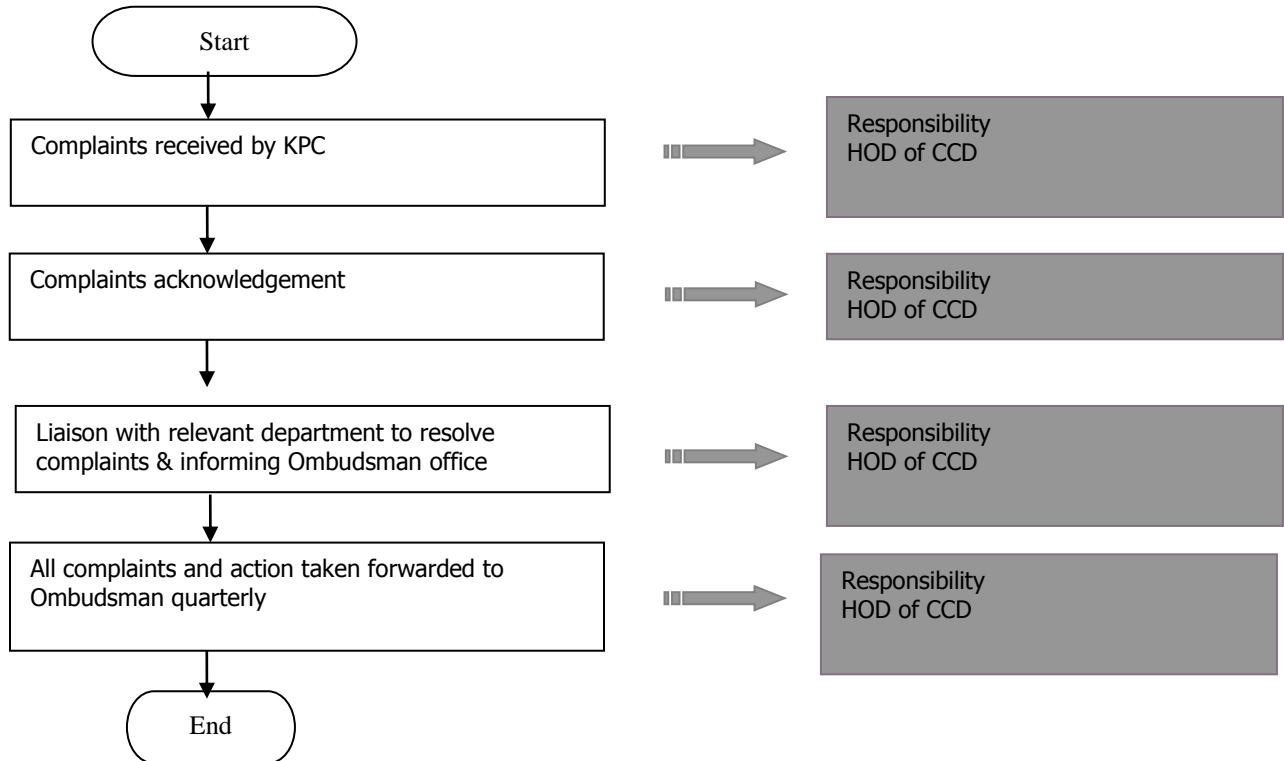 Start
Complaints received by KPC
Responsibility
HOD of CCD
Complaints acknowledgement
Responsibility
HOD of CCD
Liaison with relevant department to resolve
complaints & informing Ombudsman office
Responsibility
HOD of CCD
All complaints and action taken forwarded to
Ombudsman quarterly
Responsibility
HOD of CCD
End